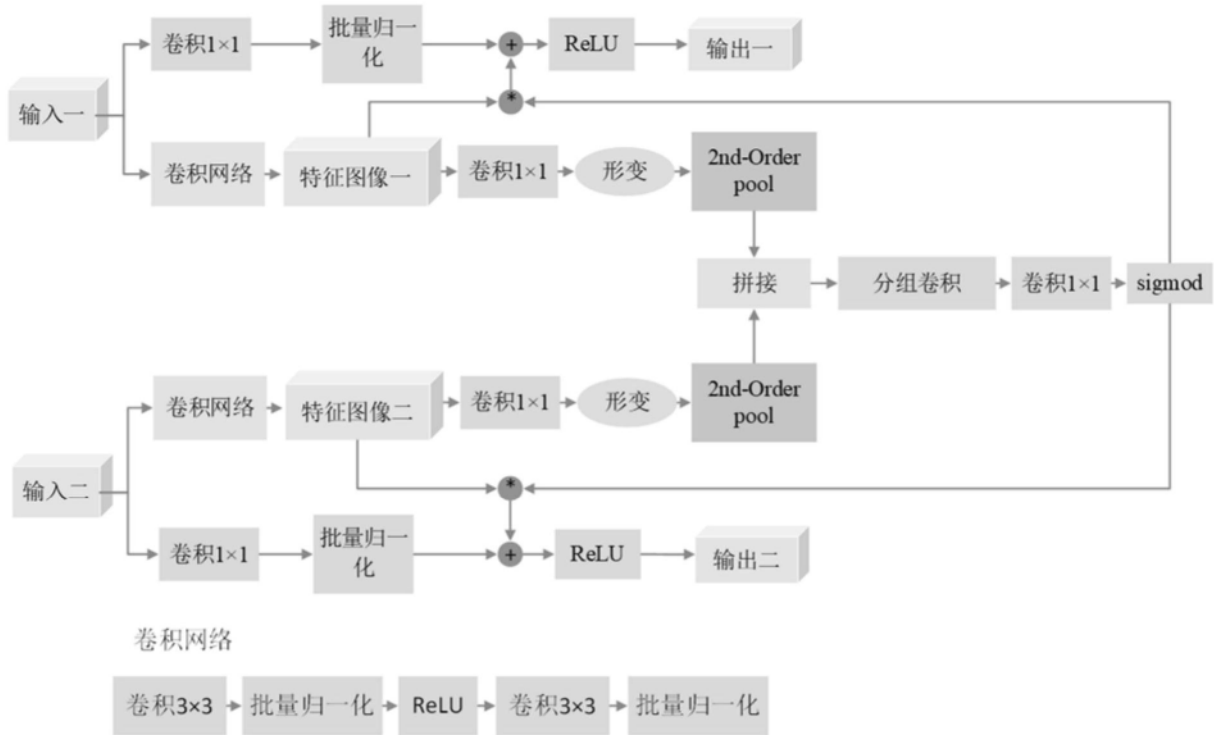 卷积1×1
批量归一
化
+
ReLU
输出一
输入一
*
卷积网络
特征图像一
卷积1×1
形变
2nd-Order
pool
拼接
分组卷积
卷积1×1
sigmod
卷积网络
特征图像二
卷积1×1
形变
2nd-Order
pool
输入二
*
卷积1×1
批量归一
化
+
ReLU
输出二
卷积网络
卷积3×3
批量归一化
ReLU
卷积3×3
批量归一化